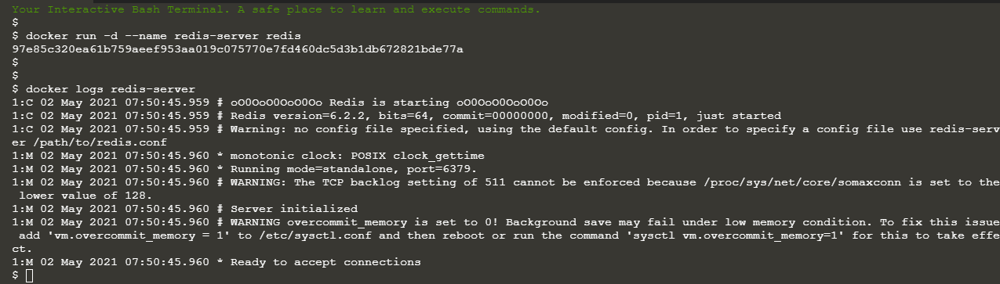 Your Interactive Bash Terminal. A safe place to learn and execute commands.
$
$ docker run -d --name redis-server redis
97e85c320ea61b759aeef953aa019c075770e7fd460dc5d3b1db672821bde77a
$
$
$ docker logs redis-server
1:C 02 May 2021 07:50:45.959 # oO0OoO0OoO0Oo Redis is starting oO0OoO0OoO0Oo
1:C 02 May 2021 07:50:45.959 # Redis version=6.2.2, bits=64, commit=00000000, modified=0, pid=1, just started
1:C 02 May 2021 07:50:45.959 # Warning: no config file specified, using the default config. In order to specify a config file use redis-serv
er /path/to/redis.conf
1:M 02 May 2021 07:50:45.960 * monotonic clock: POSIX clock_gettime
1:M 02 May 2021 07:50:45.960 * Running mode=standalone, port=6379.
1:M 02 May 2021 07:50:45.960 # WARNING: The TCP backlog setting of 511 cannot be enforced because /proc/sys/net/core/somaxconn is set to the
lower value of 128.
1:M 02 May 2021 07:50:45.960 # Server initialized
1:M 02 May 2021 07:50:45.960 # WARNING overcommit_memory is set to 0! Background save may fail under low memory condition. To fix this issue
add 'vm.overcommit_memory = 1' to /etc/sysctl.conf and then reboot or run the command 'sysctl vm.overcommit_memory=1' for this to take effe
ct.
1:M 02 May 2021 07:50:45.960 * Ready to accept connections
$